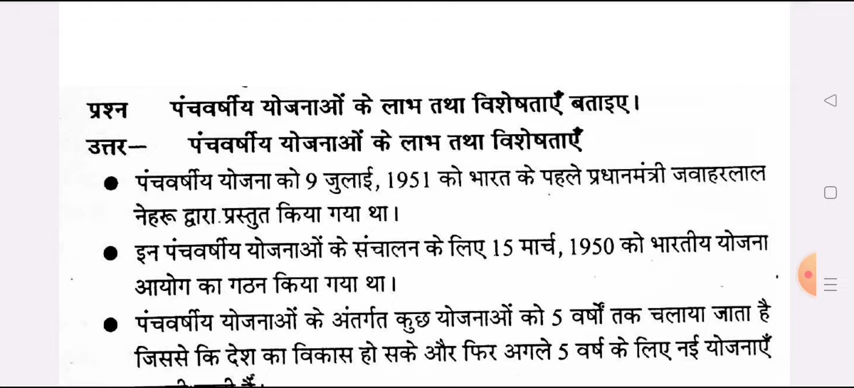 प्रश्न पंचवर्षीय योजनाओं के लाभ तथा विशेषताएँ बताइए।
उत्तर— पंचवर्षीय योजनाओं के लाभ तथा विशेषताएँ
● पंचवर्षीय योजना को 9 जुलाई, 1951 को भारत के पहले प्रधानमंत्री जवाहरलाल
नेहरू द्वारा प्रस्तुत किया गया था।
● इन पंचवर्षीय योजनाओं के संचालन के लिए 15 मार्च, 1950 को भारतीय योजना
आयोग का गठन किया गया था।
● पंचवर्षीय योजनाओं के अंतर्गत कुछ योजनाओं को 5 वर्षों तक चलाया जाता है
जिससे कि देश का विकास हो सके और फिर अगले 5 वर्ष के लिए नई योजनाएँ